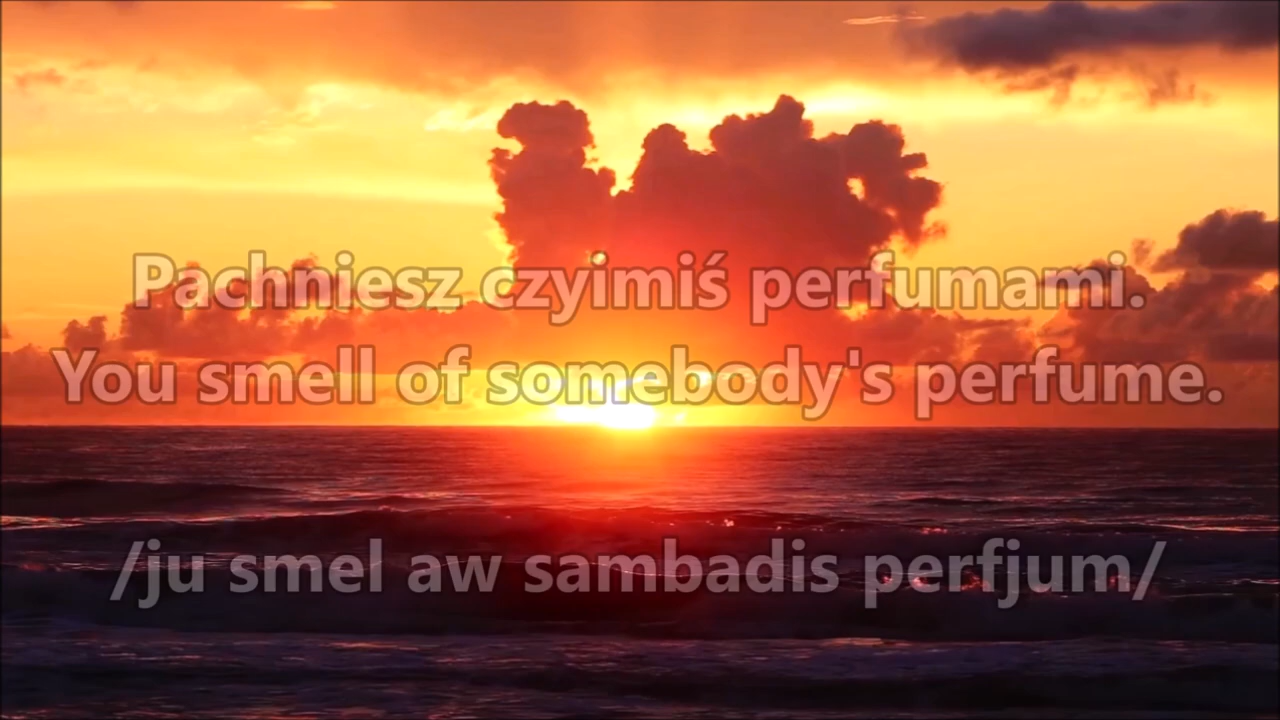 Pachniesz czyimiś perfumami.
You smell of somebody's perfume.
/ju smel aw sambadis perfjum/